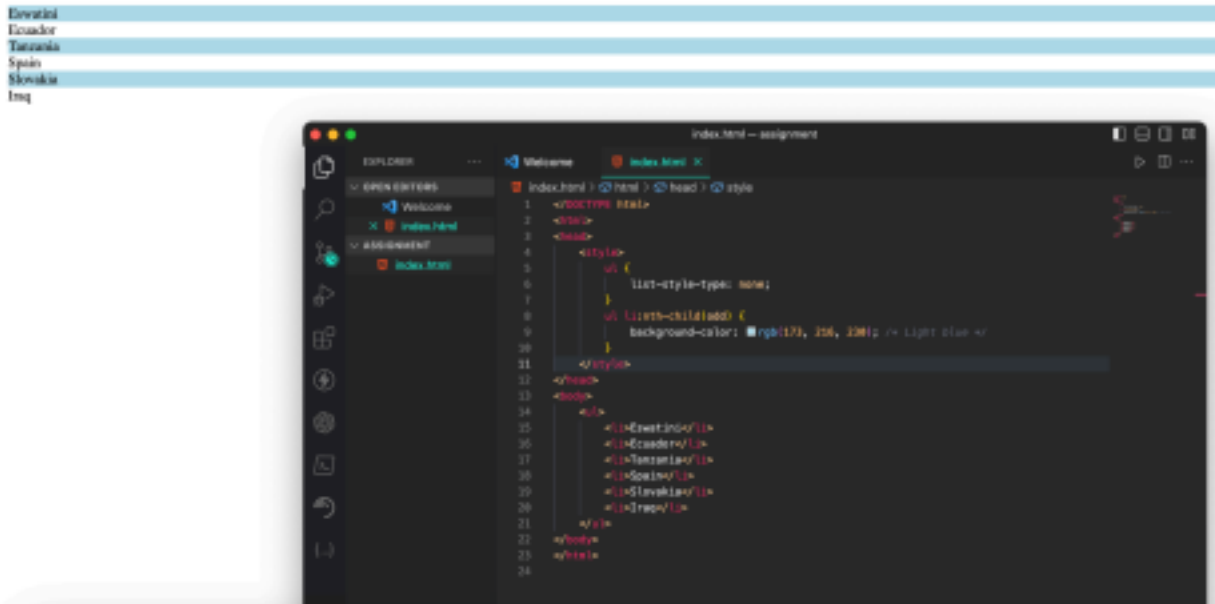 Eswatini
Ecuador
Tanzania
Spain
Slovakia
Iraq
index.html — assignment
EXPLORER
Welcome
index.html
OPEN EDITORS
Welcome
index.html
ASSIGNMENT
index.html
index.html > html > head > style
1 <!DOCTYPE html>
2 <html>
3 <head>
4 <style>
5 ul {
6 list-style-type: none;
7 }
8 ul li:nth-child(odd) {
9 background-color: rgb(173, 216, 230); /* Light blue */
10 }
11 </style>
12 </head>
13 <body>
14 <ul>
15 <li>Eswatini</li>
16 <li>Ecuador</li>
17 <li>Tanzania</li>
18 <li>Spain</li>
19 <li>Slovakia</li>
20 <li>Iraq</li>
21 </ul>
22 </body>
23 </html>
24